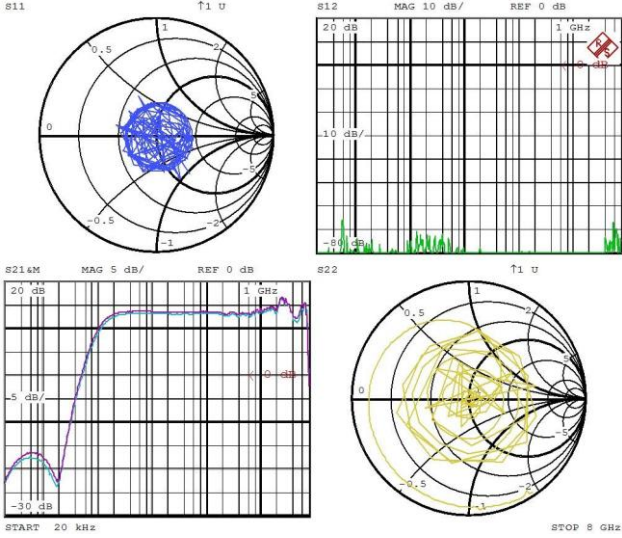 S11 ↑1 U
1
0.5 2
0 5
-5
-0.5 -2
-1
S12 MAG 10 dB/ REF 0 dB
20 dB 1 GHz
R S
0 dB
10 dB/
-80 dB
S21&M MAG 5 dB/ REF 0 dB
20 dB 1 GHz
0 dB
5 dB/
-30 dB
S22 ↑1 U
1
0.5 2
0 5
-5
-0.5 -2
-1
START 20 kHz STOP 8 GHz